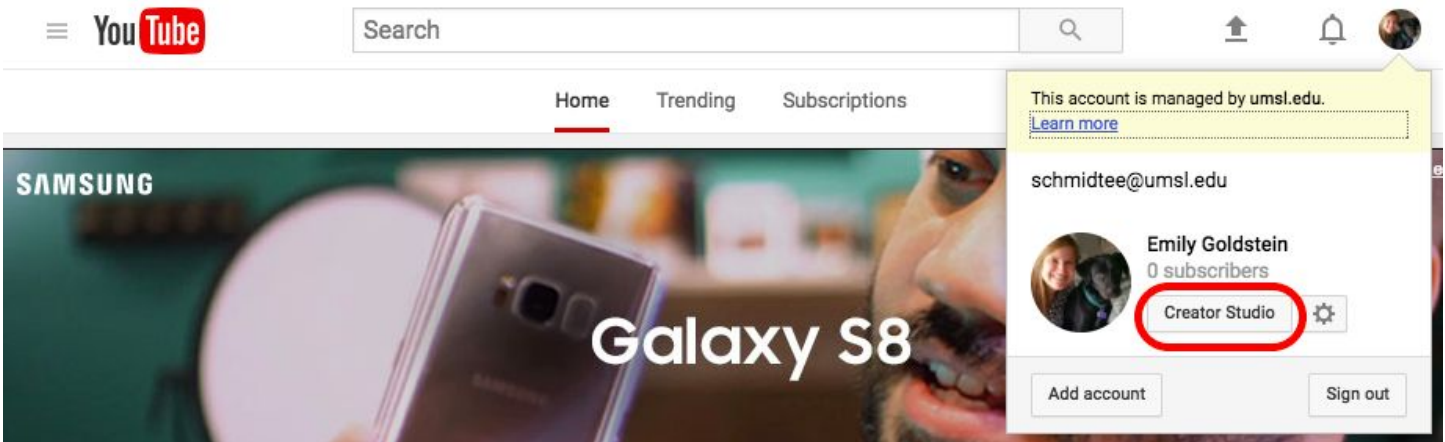 YouTube
Search
Home Trending Subscriptions
This account is managed by umsl.edu.
Learn more
SAMSUNG
schmidtee@umsl.edu
Emily Goldstein
0 subscribers
Creator Studio
Galaxy S8
Add account Sign out